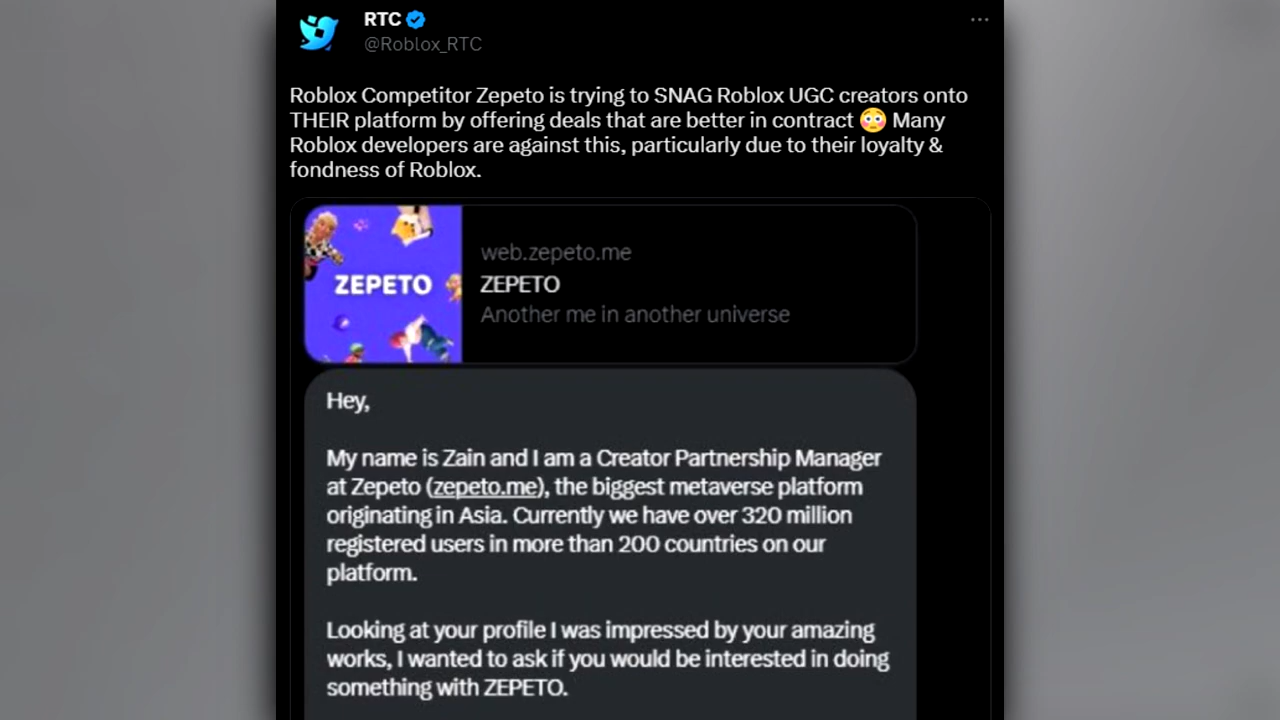 RTC
@Roblox_RTC
Roblox Competitor Zepeto is trying to SNAG Roblox UGC creators onto
THEIR platform by offering deals that are better in contract 😳 Many
Roblox developers are against this, particularly due to their loyalty &
fondness of Roblox.
ZEPETO
web.zepeto.me
ZEPETO
Another me in another universe
Hey,
My name is Zain and I am a Creator Partnership Manager
at Zepeto (zepeto.me), the biggest metaverse platform
originating in Asia. Currently we have over 320 million
registered users in more than 200 countries on our
platform.
Looking at your profile I was impressed by your amazing
works, I wanted to ask if you would be interested in doing
something with ZEPETO.